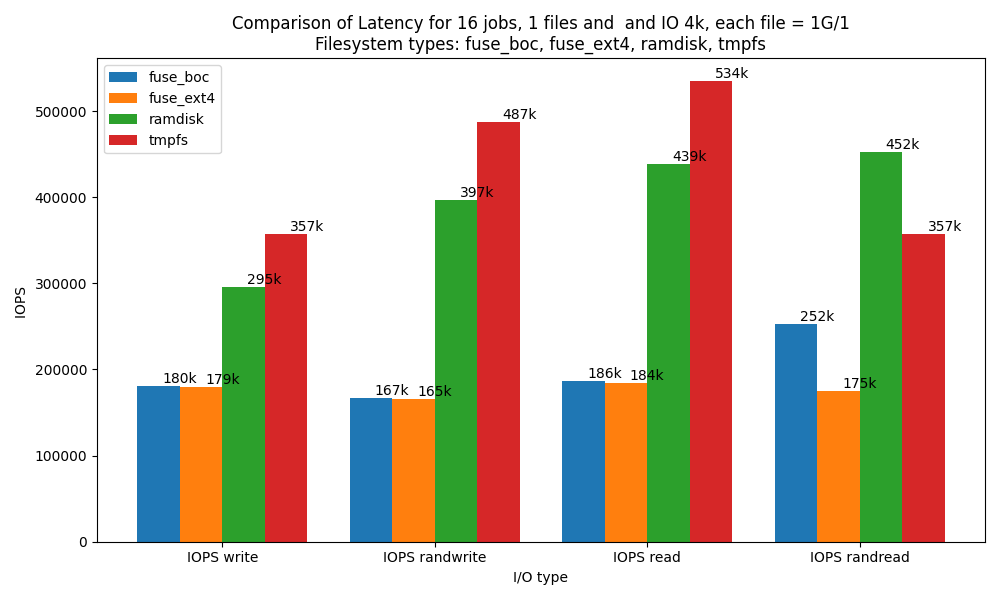 Comparison of Latency for 16 jobs, 1 files and  and IO 4k, each file = 1G/1
Filesystem types: fuse_boc, fuse_ext4, ramdisk, tmpfs
fuse_boc
fuse_ext4
ramdisk
tmpfs
IOPS
500000
400000
300000
200000
100000
0
180k
179k
295k
357k
167k
165k
397k
487k
186k
184k
439k
534k
252k
175k
452k
357k
IOPS write
IOPS randwrite
IOPS read
IOPS randread
I/O type